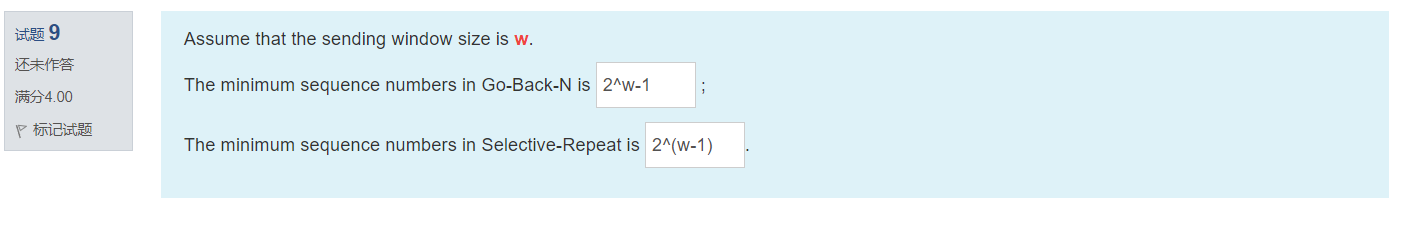 试题 9
还未作答
满分4.00
标记试题
Assume that the sending window size is w.
The minimum sequence numbers in Go-Back-N is 2^w-1 ;
The minimum sequence numbers in Selective-Repeat is 2^(w-1) .